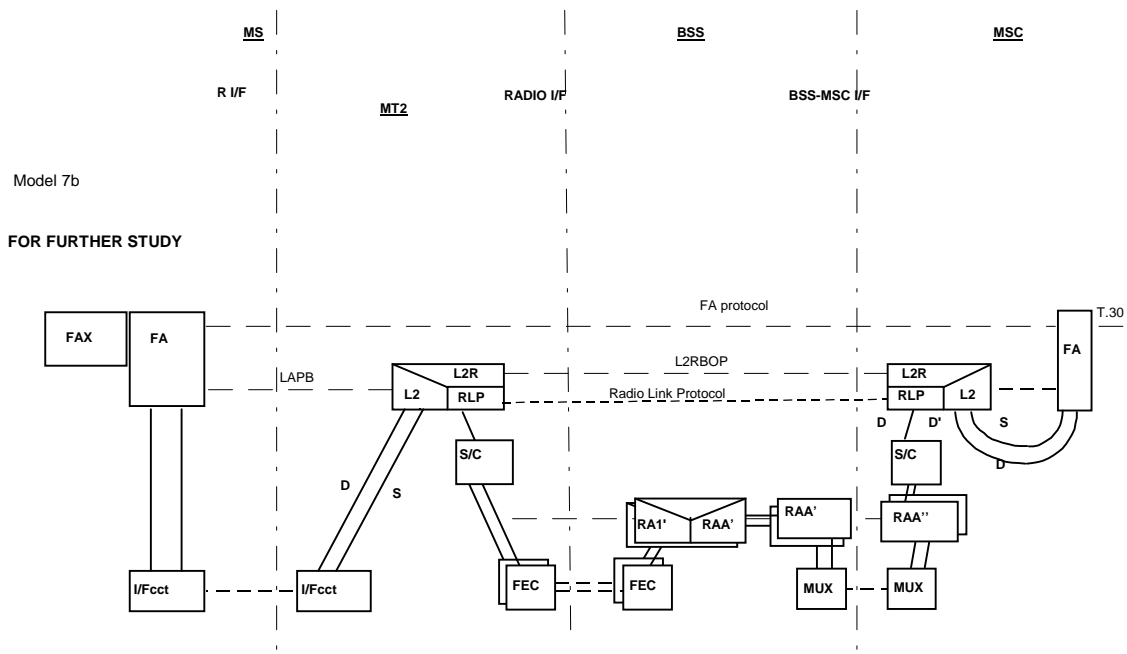 MS
BSS
MSC
R I/F
RADIO I/F
BSS-MSC I/F
MT2
Model 7b
FOR FURTHER STUDY
FA protocol
T.30
FAX
FA
FA
L2RBOP
LAPB
L2R
L2
RLP
Radio Link Protocol
L2R
RLP
L2
D
D'
S
S/C
S/C
D
D
S
RA1'
RAA'
RAA'
RAA''
I/Fcct
I/Fcct
FEC
FEC
MUX
MUX